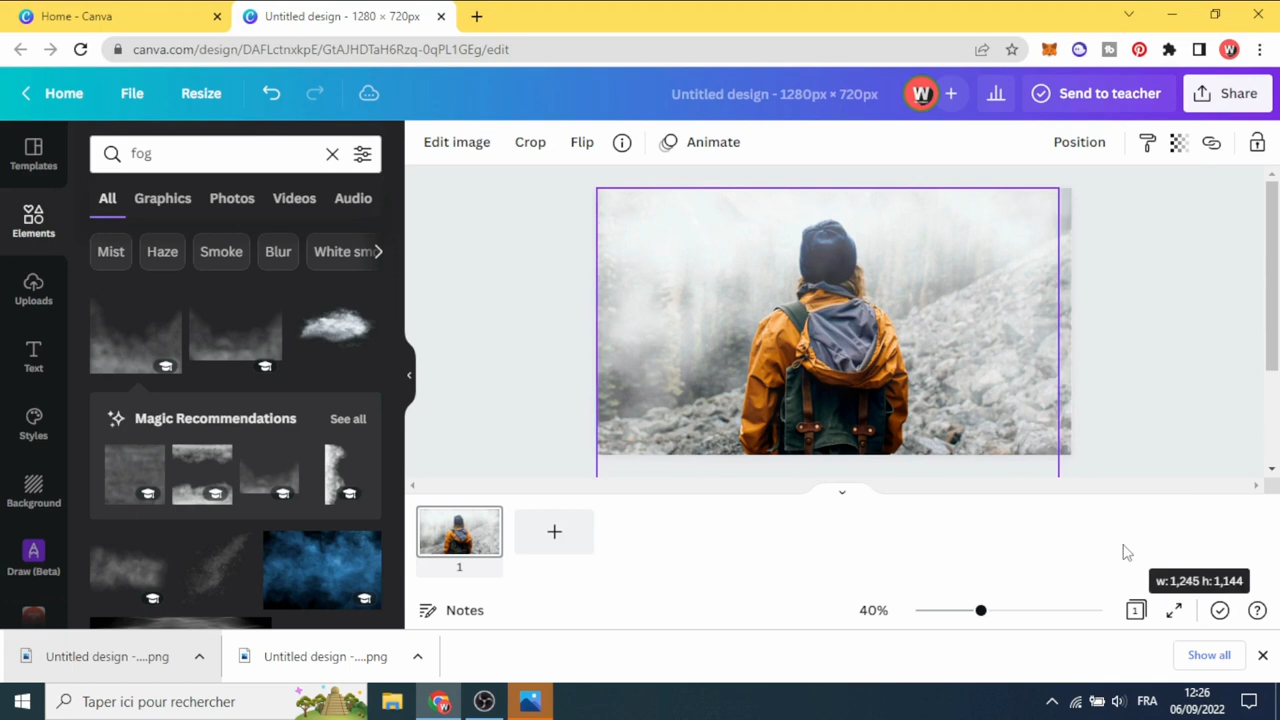 Home - Canva
Untitled design - 1280 × 720px
canva.com/design/DAFLctnxkpE/GtAJHDTaH6Rzq-0qPL1GEg/edit
Home
File
Resize
Untitled design - 1280px × 720px
W
Send to teacher
Share
Templates
Elements
Uploads
Text
Styles
Background
Draw (Beta)
fog
All
Graphics
Photos
Videos
Audio
Mist
Haze
Smoke
Blur
White sm
Magic Recommendations
See all
Edit image
Crop
Flip
Animate
Position
1
w: 1,245 h: 1,144
Notes
40%
1
Untitled design -....png
Untitled design -....png
Show all
Taper ici pour rechercher
FRA
12:26
06/09/2022